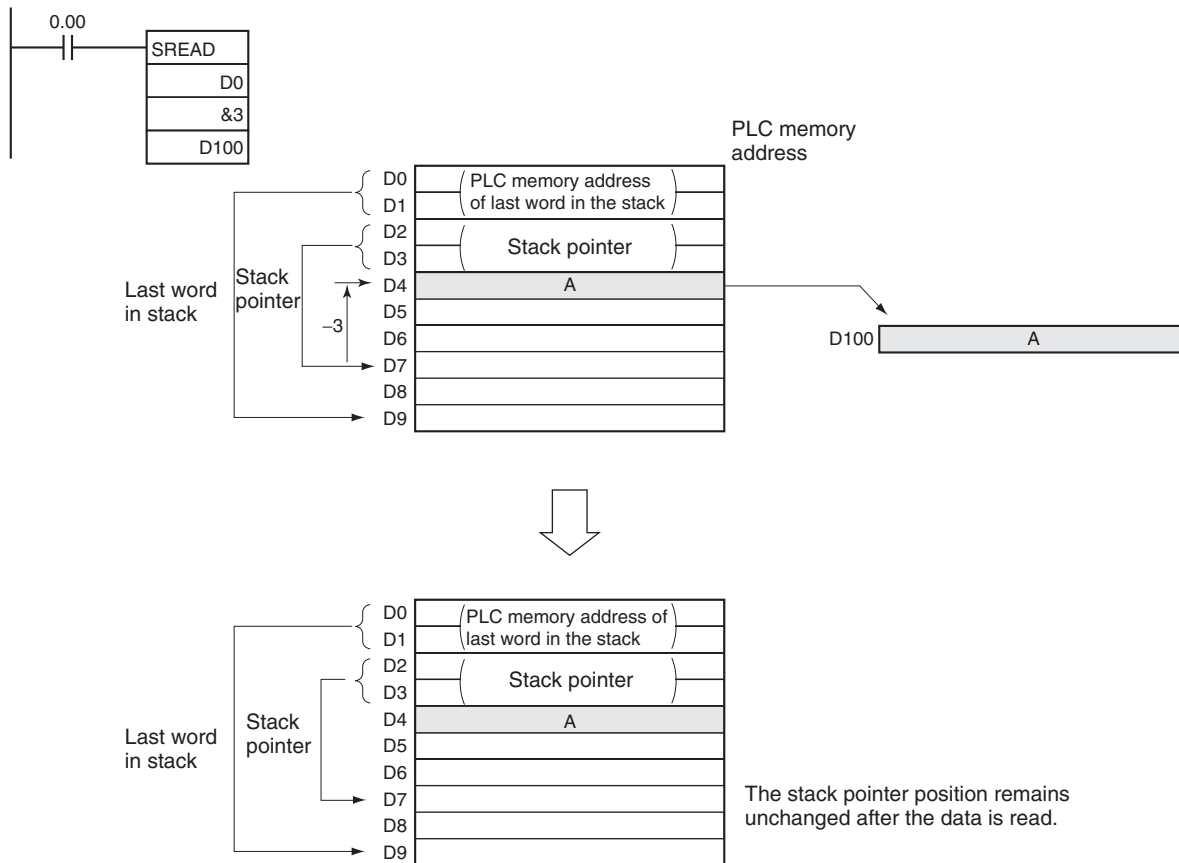 0.00
SREAD
D0
&3
D100
PLC memory
address
D0
D1
D2
D3
D4
D5
D6
D7
D8
D9
(PLC memory address
of last word in the stack)
(Stack pointer)
A
Last word
in stack
Stack
pointer
–3
D100
A
D0
D1
D2
D3
D4
D5
D6
D7
D8
D9
(PLC memory address of
last word in the stack)
(Stack pointer)
A
Last word
in stack
Stack
pointer
The stack pointer position remains
unchanged after the data is read.